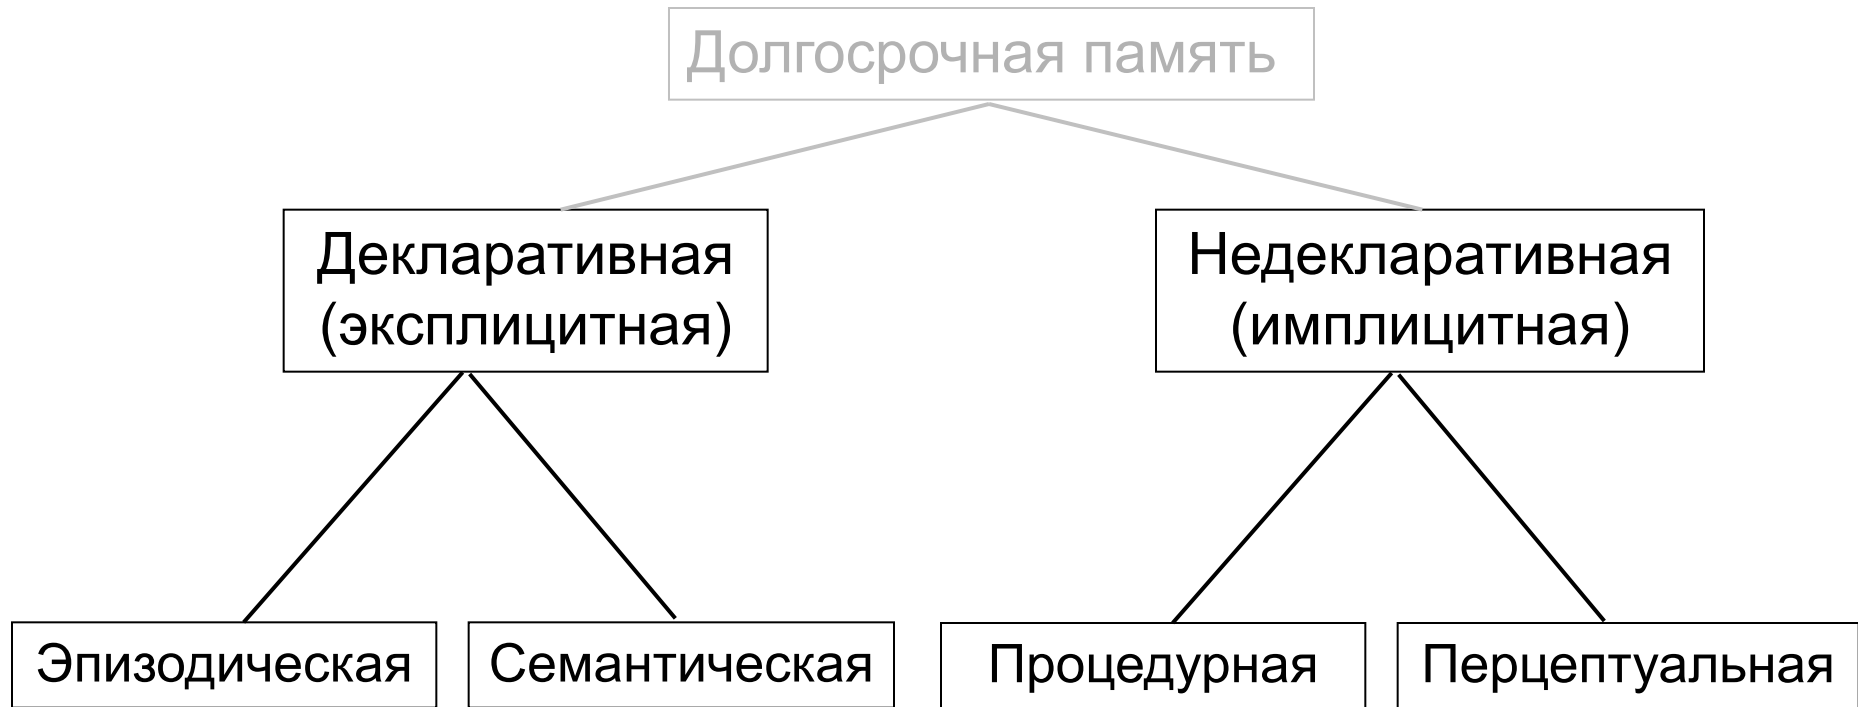 Долгосрочная память
Декларативная
(эксплицитная)
Недекларативная
(имплицитная)
Эпизодическая
Семантическая
Процедурная
Перцептуальная